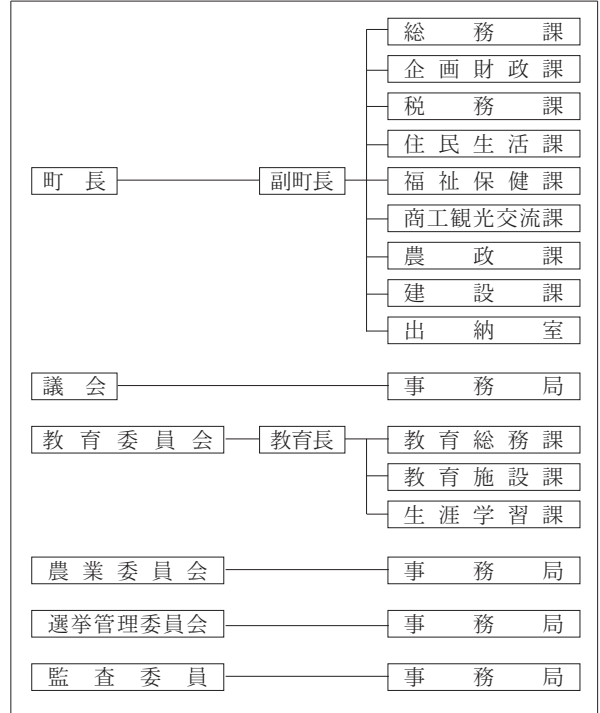 総務課
企画財政課
税務課
住民生活課
町長 副町長 福祉保健課
商工観光交流課
農政課
建設課
出納室
議会 事務局
教育委員会 教育長 教育総務課
教育施設課
生涯学習課
農業委員会 事務局
選挙管理委員会 事務局
監査委員 事務局